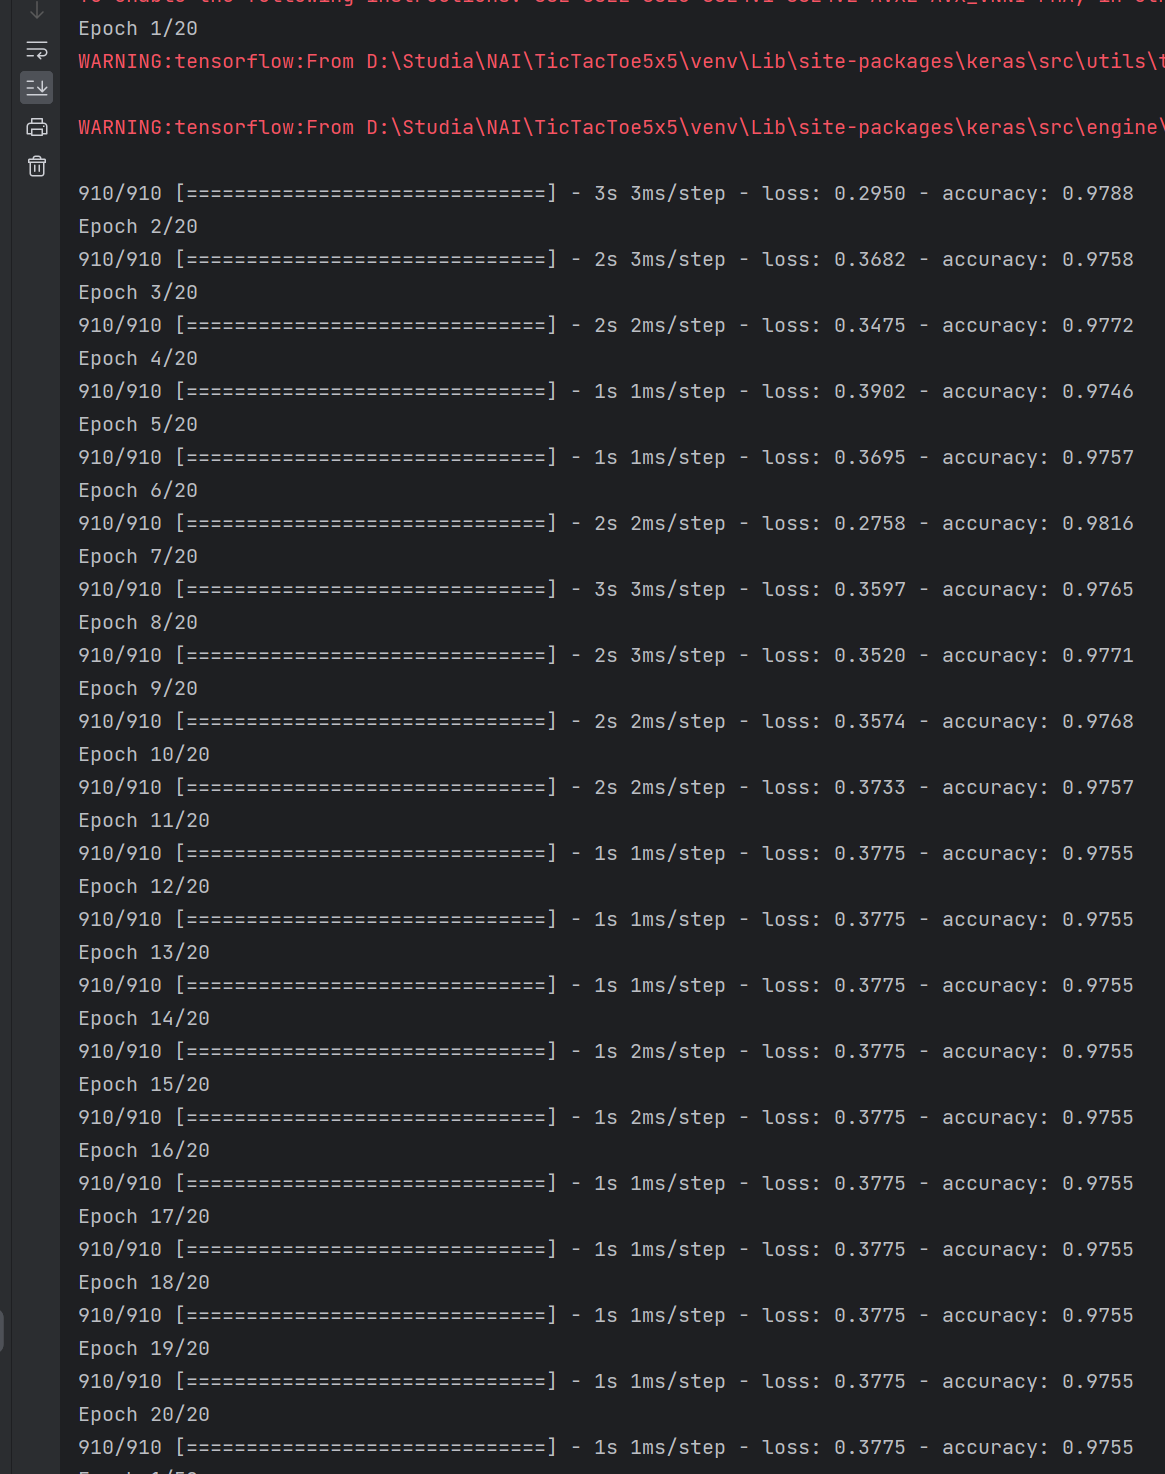 Epoch 1/20
WARNING:tensorflow:From D:\Studia\NAI\TicTacToe5x5\venv\Lib\site-packages\keras\src\utils\
WARNING:tensorflow:From D:\Studia\NAI\TicTacToe5x5\venv\Lib\site-packages\keras\src\engine\
910/910 [==============================] - 3s 3ms/step - loss: 0.2950 - accuracy: 0.9788
Epoch 2/20
910/910 [==============================] - 2s 3ms/step - loss: 0.3682 - accuracy: 0.9758
Epoch 3/20
910/910 [==============================] - 2s 2ms/step - loss: 0.3475 - accuracy: 0.9772
Epoch 4/20
910/910 [==============================] - 1s 1ms/step - loss: 0.3902 - accuracy: 0.9746
Epoch 5/20
910/910 [==============================] - 1s 1ms/step - loss: 0.3695 - accuracy: 0.9757
Epoch 6/20
910/910 [==============================] - 2s 2ms/step - loss: 0.2758 - accuracy: 0.9816
Epoch 7/20
910/910 [==============================] - 3s 3ms/step - loss: 0.3597 - accuracy: 0.9765
Epoch 8/20
910/910 [==============================] - 2s 3ms/step - loss: 0.3520 - accuracy: 0.9771
Epoch 9/20
910/910 [==============================] - 2s 2ms/step - loss: 0.3574 - accuracy: 0.9768
Epoch 10/20
910/910 [==============================] - 2s 2ms/step - loss: 0.3733 - accuracy: 0.9757
Epoch 11/20
910/910 [==============================] - 1s 1ms/step - loss: 0.3775 - accuracy: 0.9755
Epoch 12/20
910/910 [==============================] - 1s 1ms/step - loss: 0.3775 - accuracy: 0.9755
Epoch 13/20
910/910 [==============================] - 1s 1ms/step - loss: 0.3775 - accuracy: 0.9755
Epoch 14/20
910/910 [==============================] - 1s 2ms/step - loss: 0.3775 - accuracy: 0.9755
Epoch 15/20
910/910 [==============================] - 1s 2ms/step - loss: 0.3775 - accuracy: 0.9755
Epoch 16/20
910/910 [==============================] - 1s 1ms/step - loss: 0.3775 - accuracy: 0.9755
Epoch 17/20
910/910 [==============================] - 1s 1ms/step - loss: 0.3775 - accuracy: 0.9755
Epoch 18/20
910/910 [==============================] - 1s 1ms/step - loss: 0.3775 - accuracy: 0.9755
Epoch 19/20
910/910 [==============================] - 1s 1ms/step - loss: 0.3775 - accuracy: 0.9755
Epoch 20/20
910/910 [==============================] - 1s 1ms/step - loss: 0.3775 - accuracy: 0.9755